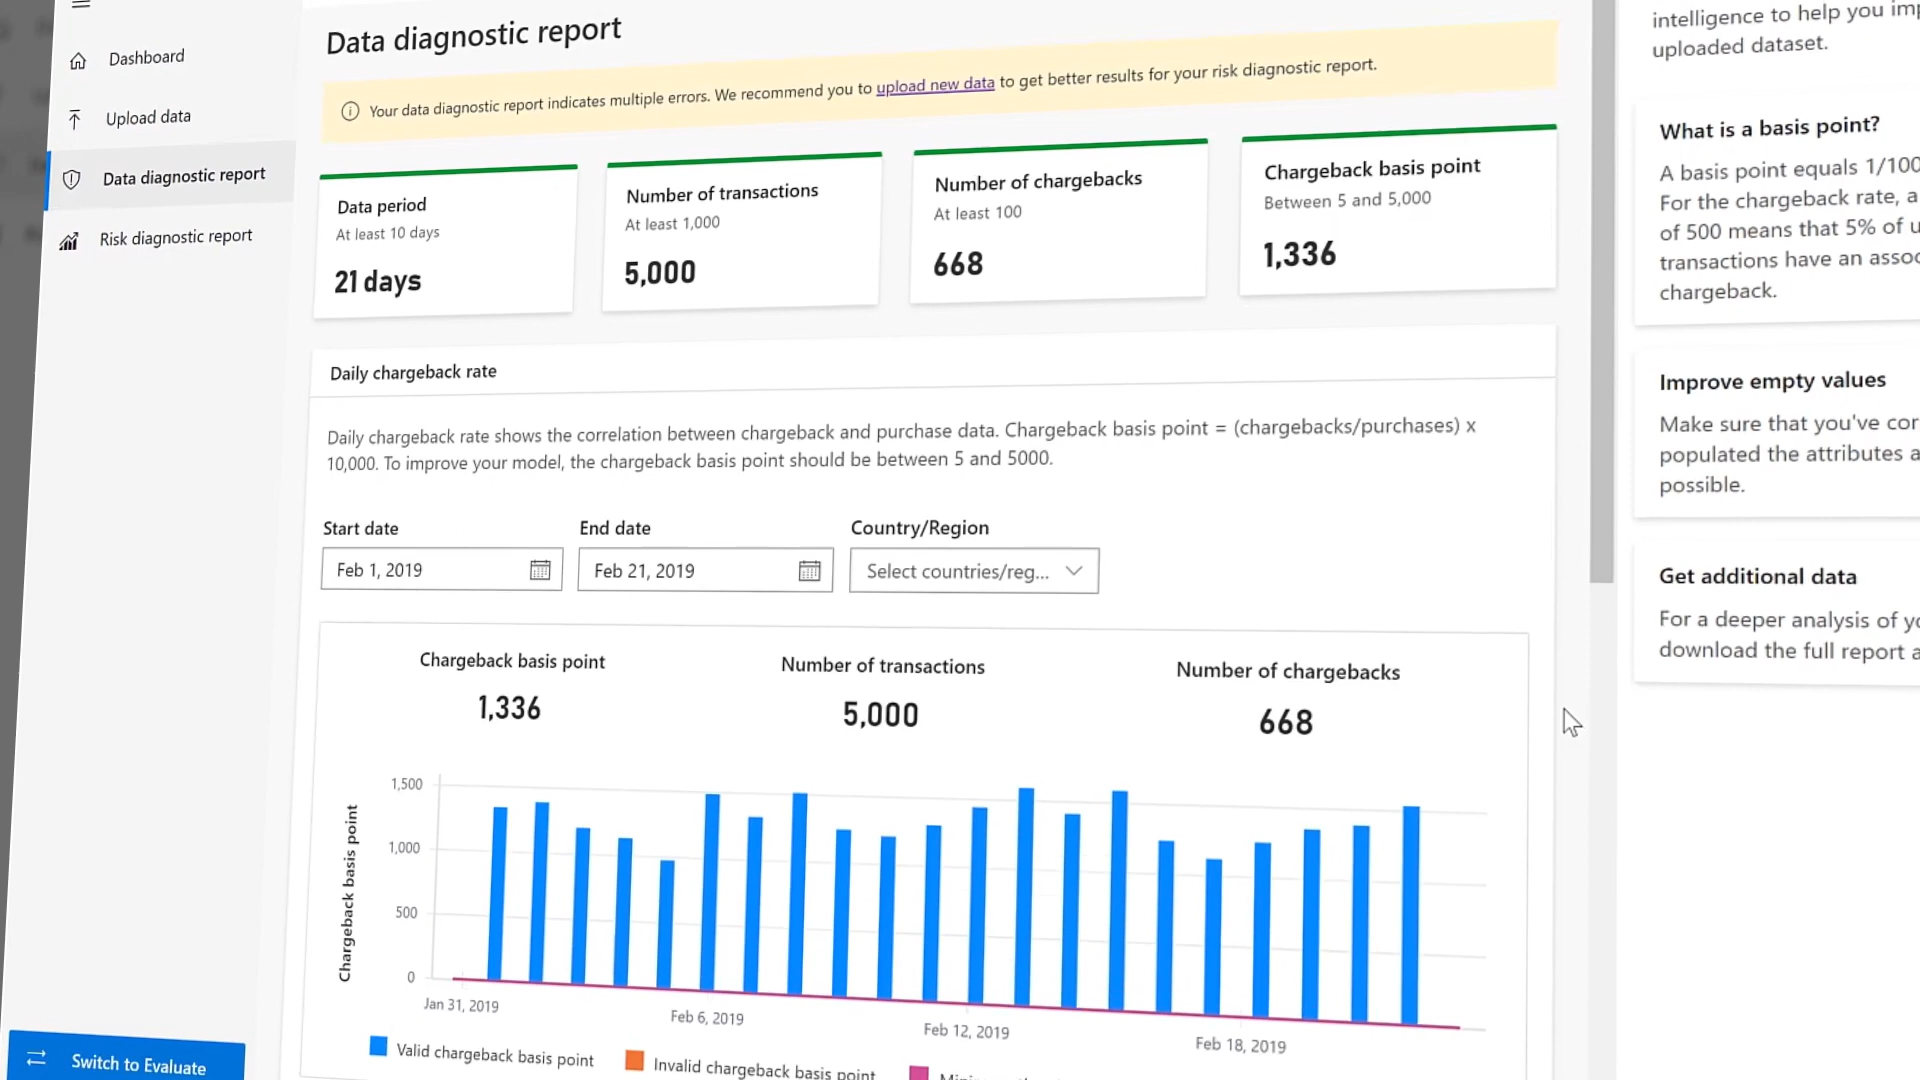 Data diagnostic report
Dashboard
Upload data
Data diagnostic report
Risk diagnostic report
Your data diagnostic report indicates multiple errors. We recommend you to upload new data to get better results for your risk diagnostic report.
Data period
At least 10 days
21 days
Number of transactions
At least 1,000
5,000
Number of chargebacks
At least 100
668
Chargeback basis point
Between 5 and 5,000
1,336
Daily chargeback rate
Daily chargeback rate shows the correlation between chargeback and purchase data. Chargeback basis point = (chargebacks/purchases) x
10,000. To improve your model, the chargeback basis point should be between 5 and 5000.
Start date
Feb 1, 2019
End date
Feb 21, 2019
Country/Region
Select countries/reg...
Chargeback basis point
1,336
Number of transactions
5,000
Number of chargebacks
668
Chargeback basis point
1,500
1,000
500
0
Jan 31, 2019
Feb 6, 2019
Feb 12, 2019
Feb 18, 2019
Valid chargeback basis point
Invalid chargeback basis point
Switch to Evaluate
intelligence to help you
uploaded dataset.
What is a basis point?
A basis point equals 1/100
For the chargeback rate, a
of 500 means that 5% of
transactions have an
chargeback.
Improve empty values
Make sure that you've
populated the attributes
possible.
Get additional data
For a deeper analysis of
download the full report